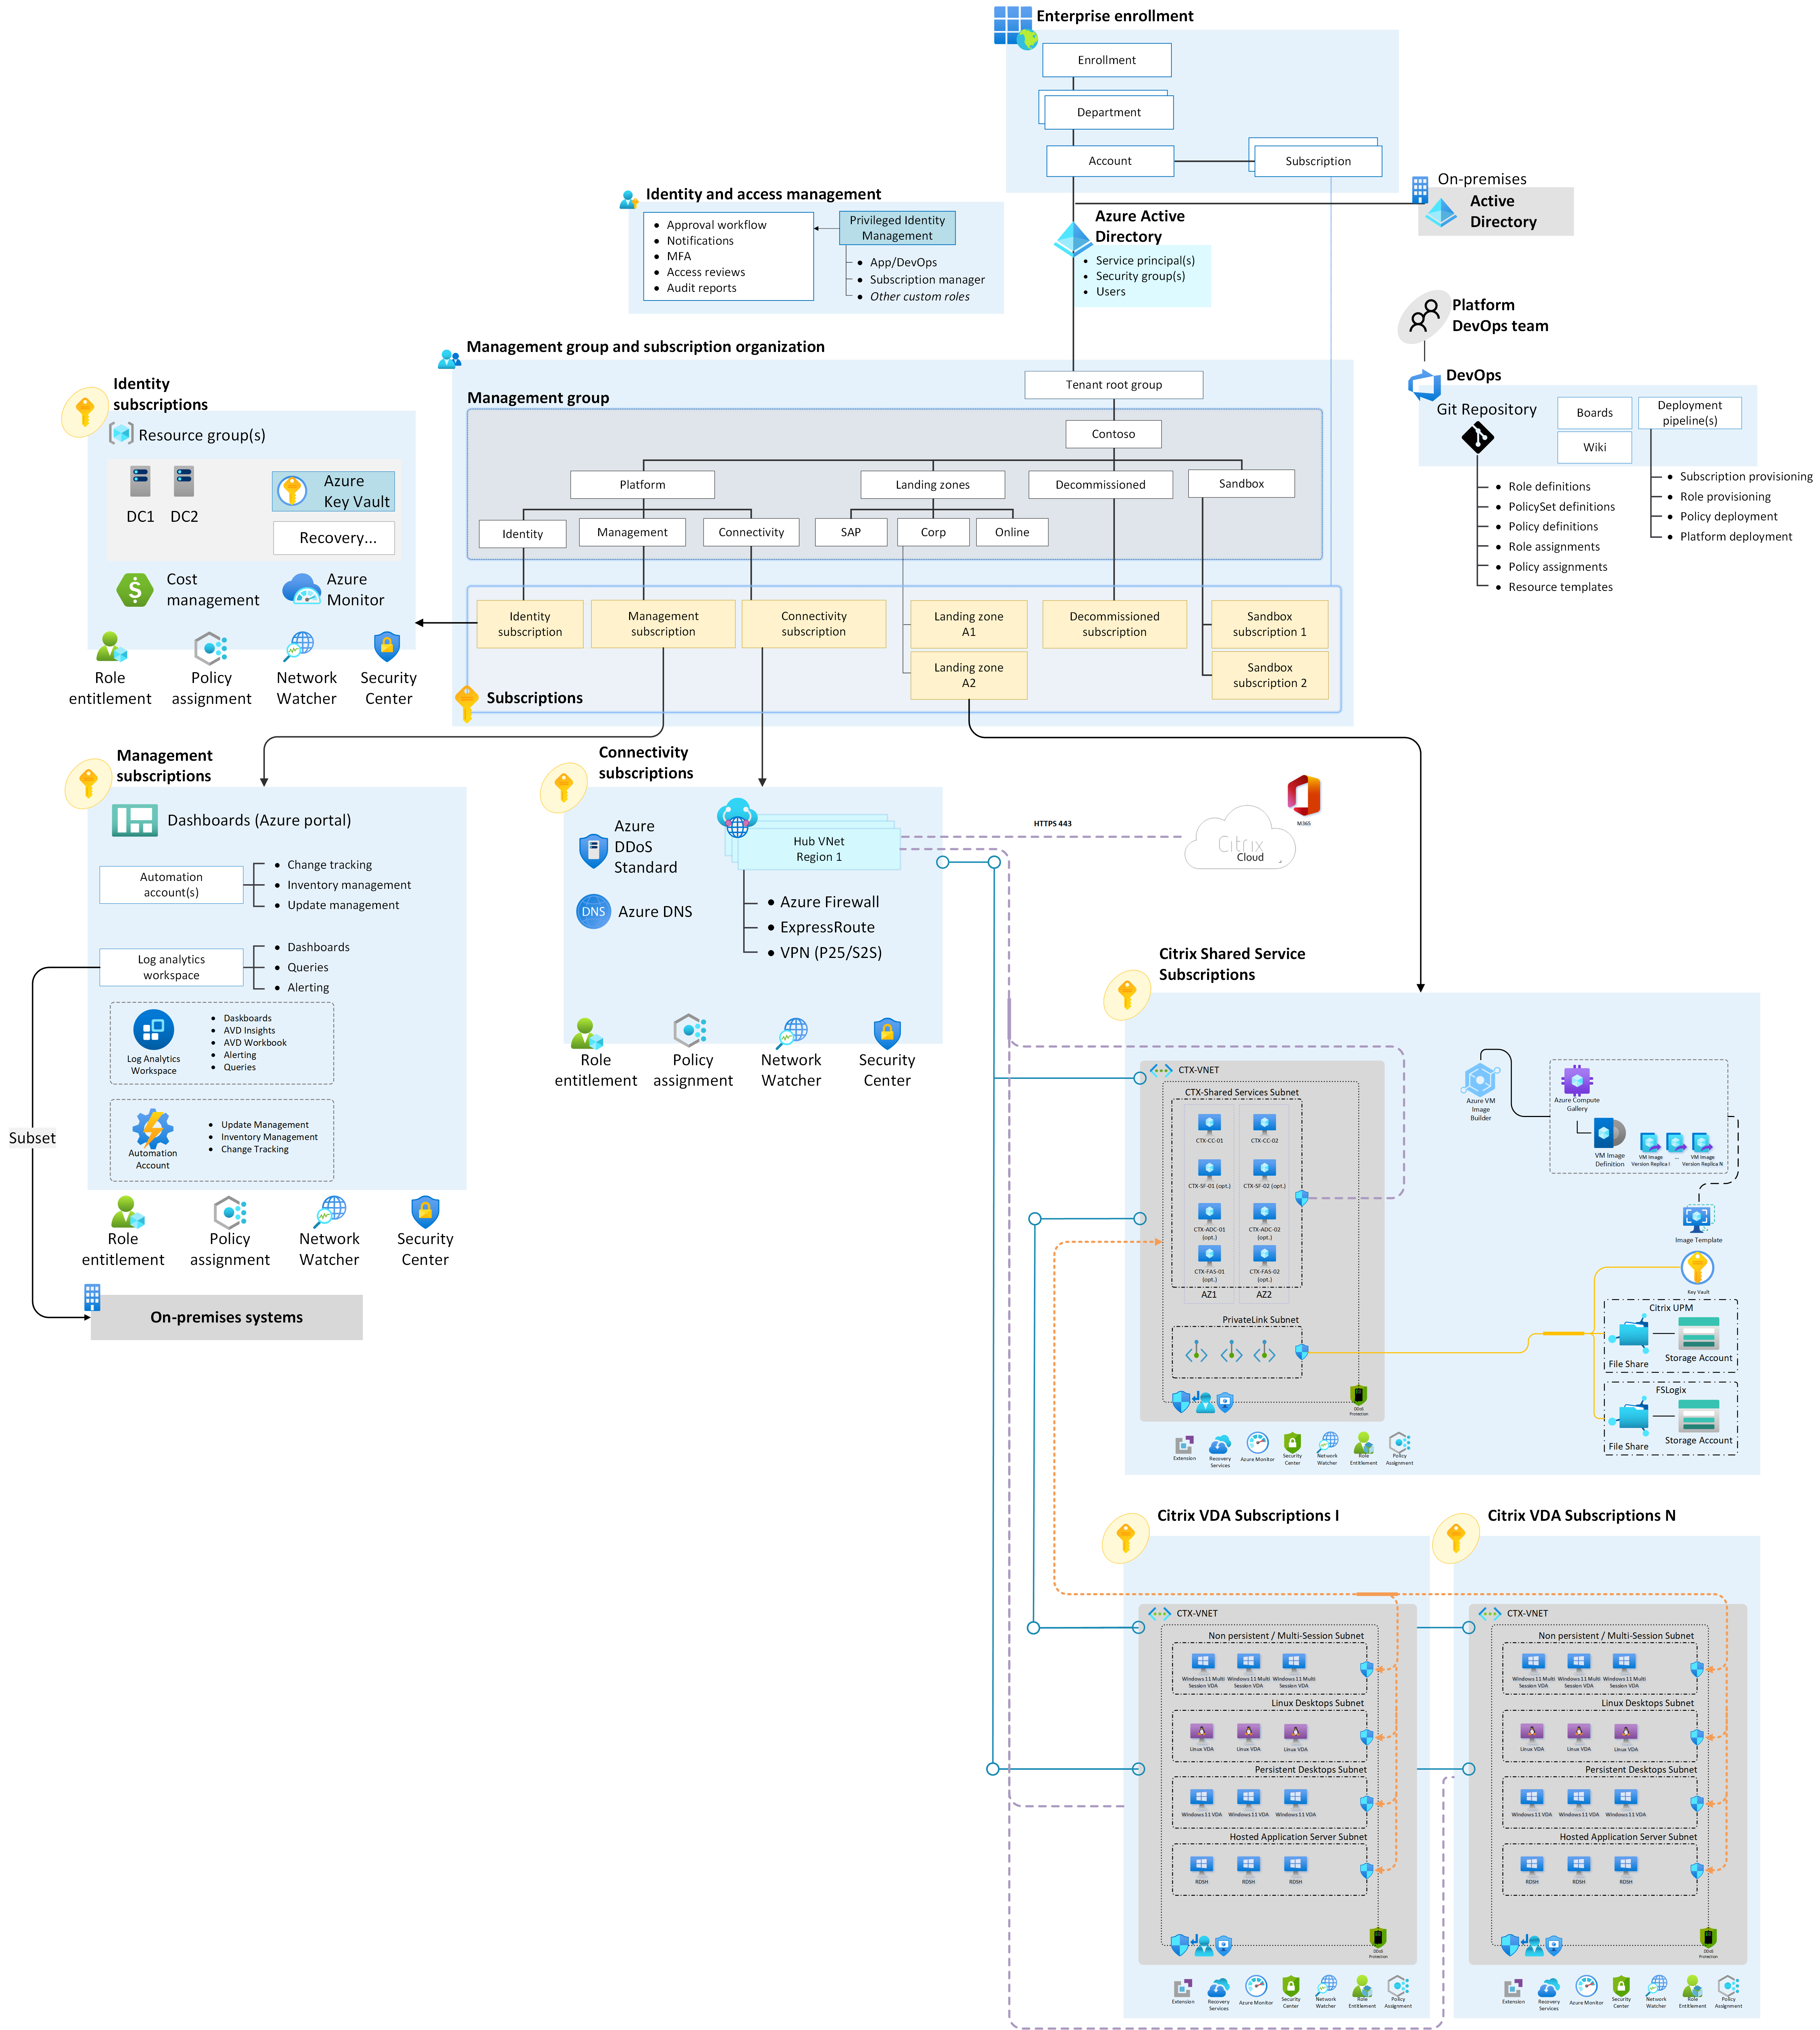 Enterprise enrollment
Enrollment
Department
Account
Subscription
On-premises
Active
Directory
Identity and access management
Approval workflow
Notifications
MFA
Access reviews
Audit reports
Privileged Identity
Management
App/DevOps
Subscription manager
Other custom roles
Azure Active
Directory
Service principal(s)
Security group(s)
Users
Platform
DevOps team
DevOps
Git Repository
Boards
Wiki
Deployment
pipeline(s)
Role definitions
PolicySet definitions
Policy definitions
Role assignments
Policy assignments
Resource templates
Subscription provisioning
Role provisioning
Policy deployment
Platform deployment
Management group and subscription organization
Management group
Tenant root group
Contoso
Platform
Landing zones
Decommissioned
Sandbox
Identity
Management
Connectivity
SAP
Corp
Online
Identity
subscription
Management
subscription
Connectivity
subscription
Landing zone
A1
Landing zone
A2
Decommissioned
subscription
Sandbox
subscription 1
Sandbox
subscription 2
Subscriptions
Identity
subscriptions
Resource group(s)
DC1
DC2
Azure
Key Vault
Recovery...
Cost
management
Azure
Monitor
Role
entitlement
Policy
assignment
Network
Watcher
Security
Center
Management
subscriptions
Dashboards (Azure portal)
Automation
account(s)
Change tracking
Inventory management
Update management
Log analytics
workspace
Dashboards
Queries
Alerting
Log Analytics
Workspace
Daskboards
AVD Insights
AVD Workbook
Alerting
Queries
Automation
Account
Update Management
Inventory Management
Change Tracking
Subset
Role
entitlement
Policy
assignment
Network
Watcher
Security
Center
On-premises systems
Connectivity
subscriptions
Azure
DDoS
Standard
Azure DNS
DNS
Hub VNet
Region 1
Azure Firewall
ExpressRoute
VPN (P25/S2S)
Role
entitlement
Policy
assignment
Network
Watcher
Security
Center
HTTPS 443
Citrix
Cloud
M365
Citrix Shared Service
Subscriptions
CTX-VNET
CTX-Shared Services Subnet
CTX-CC-01
CTX-CC-02
CTX-SF-01 (opt.)
CTX-SF-02 (opt.)
CTX-ADC-01
(opt.)
CTX-ADC-02
(opt.)
CTX-FAS-01
(opt.)
CTX-FAS-02
(opt.)
AZ1
AZ2
PrivateLink Subnet
DDoS
Protection
Extension
Recovery
Services
Azure Monitor
Security
Center
Network
Watcher
Role
Entitlement
Policy
Assignment
Azure VM
Image
Builder
Azure Compute
Gallery
VM Image
Definition
VM Image
Version Replica I
...
VM Image
Version Replica N
Image Template
Key Vault
Citrix UPM
File Share
Storage Account
FSLogix
File Share
Storage Account
Citrix VDA Subscriptions I
CTX-VNET
Non persistent / Multi-Session Subnet
Windows 11 Multi
Session VDA
Windows 11 Multi
Session VDA
Windows 11 Multi
Session VDA
Linux Desktops Subnet
Linux VDA
Linux VDA
Linux VDA
Persistent Desktops Subnet
Windows 11 VDA
Windows 11 VDA
Windows 11 VDA
Hosted Application Server Subnet
RDSH
RDSH
RDSH
DDoS
Protection
Extension
Recovery
Services
Azure Monitor
Security
Center
Network
Watcher
Role
Entitlement
Policy
Assignment
Citrix VDA Subscriptions N
CTX-VNET
Non persistent / Multi-Session Subnet
Windows 11 Multi
Session VDA
Windows 11 Multi
Session VDA
Windows 11 Multi
Session VDA
Linux Desktops Subnet
Linux VDA
Linux VDA
Linux VDA
Persistent Desktops Subnet
Windows 11 VDA
Windows 11 VDA
Windows 11 VDA
Hosted Application Server Subnet
RDSH
RDSH
RDSH
DDoS
Protection
Extension
Recovery
Services
Azure Monitor
Security
Center
Network
Watcher
Role
Entitlement
Policy
Assignment